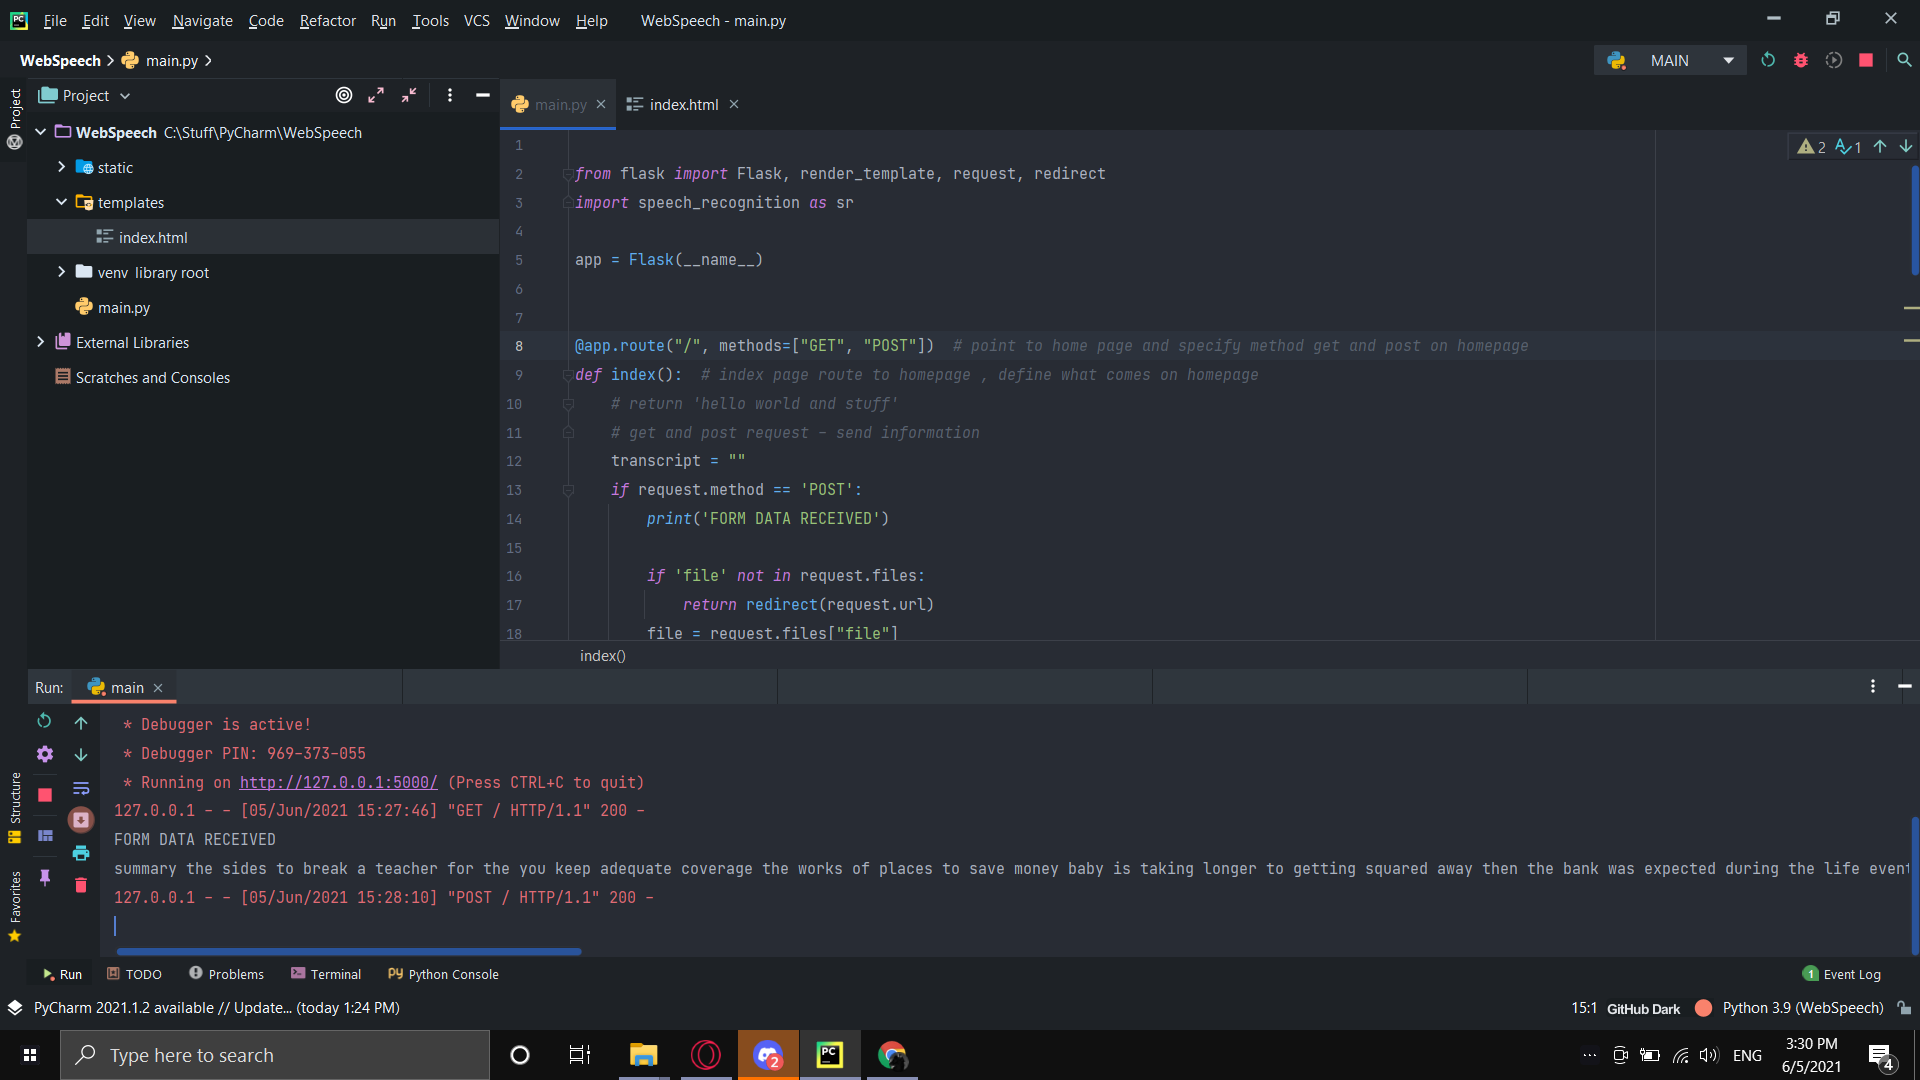 File Edit View Navigate Code Refactor Run Tools VCS Window Help WebSpeech - main.py
WebSpeech main.py MAIN
Project
Project
main.py
index.html
WebSpeech C:\Stuff\PyCharm\WebSpeech
static
templates
index.html
venv library root
main.py
External Libraries
Scratches and Consoles
2 1
1
2 from flask import Flask, render_template, request, redirect
3 import speech_recognition as sr
4
5 app = Flask(__name__)
6
7
8 @app.route("/", methods=["GET", "POST"]) # point to home page and specify method get and post on homepage
9 def index(): # index page route to homepage , define what comes on homepage
10 # return 'hello world and stuff'
11 # get and post request - send information
12 transcript = ""
13 if request.method == 'POST':
14 print('FORM DATA RECEIVED')
15
16 if 'file' not in request.files:
17 return redirect(request.url)
18 file = request.files["file"]
index()
Run: main
* Debugger is active!
* Debugger PIN: 969-373-055
* Running on http://127.0.0.1:5000/ (Press CTRL+C to quit)
127.0.0.1 - - [05/Jun/2021 15:27:46] "GET / HTTP/1.1" 200 -
FORM DATA RECEIVED
summary the sides to break a teacher for the you keep adequate coverage the works of places to save money baby is taking longer to getting squared away then the bank was expected during the life event
127.0.0.1 - - [05/Jun/2021 15:28:10] "POST / HTTP/1.1" 200 -
Structure
Favorites
Run TODO Problems Terminal Python Console 1 Event Log
PyCharm 2021.1.2 available // Update... (today 1:24 PM) 15:1 GitHub Dark Python 3.9 (WebSpeech)
Type here to search
2
PC
ENG
3:30 PM
6/5/2021
4